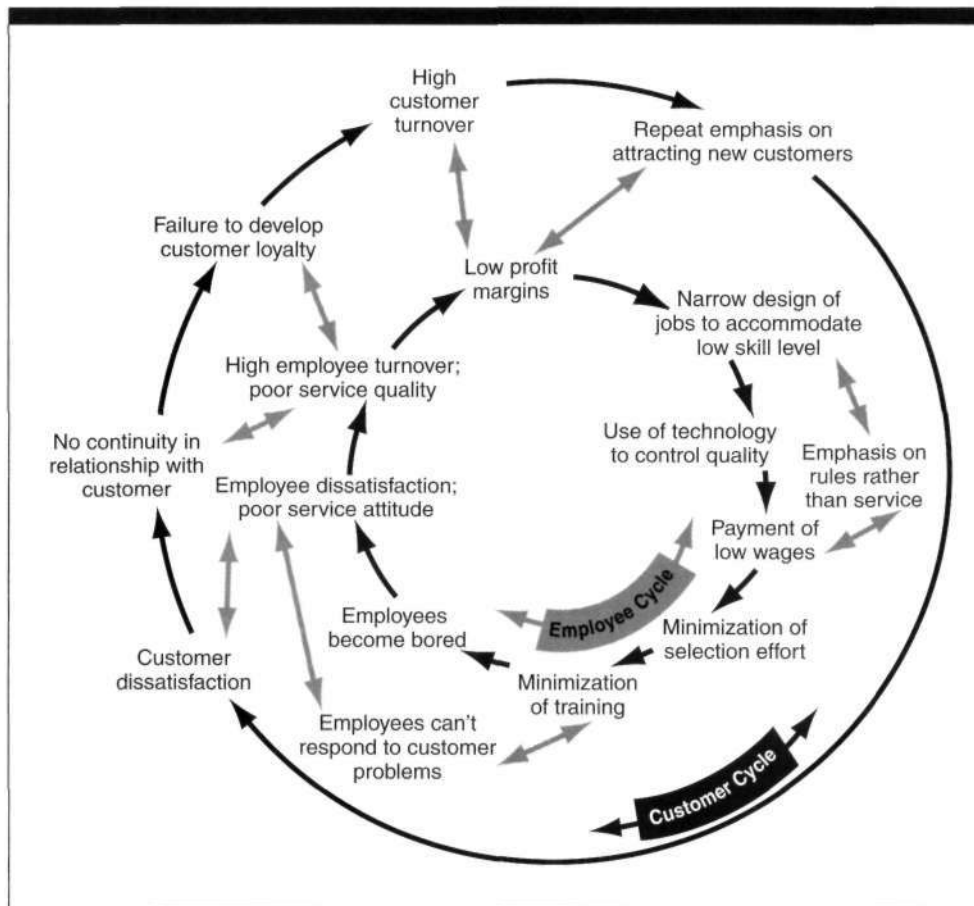 High
customer
turnover
Repeat emphasis on
attracting new customers
Failure to develop
customer loyalty
Low profit
margins
Narrow design of
jobs to accommodate
low skill level
High employee turnover;
poor service quality
Use of technology
to control quality
No continuity in
relationship with
customer
Emphasis on
rules rather
than service
Employee dissatisfaction;
poor service attitude
Payment of
low wages
Employee Cycle
Employees
become bored
Minimization of
selection effort
Customer
dissatisfaction
Minimization
of training
Employees can't
respond to customer
problems
Customer Cycle